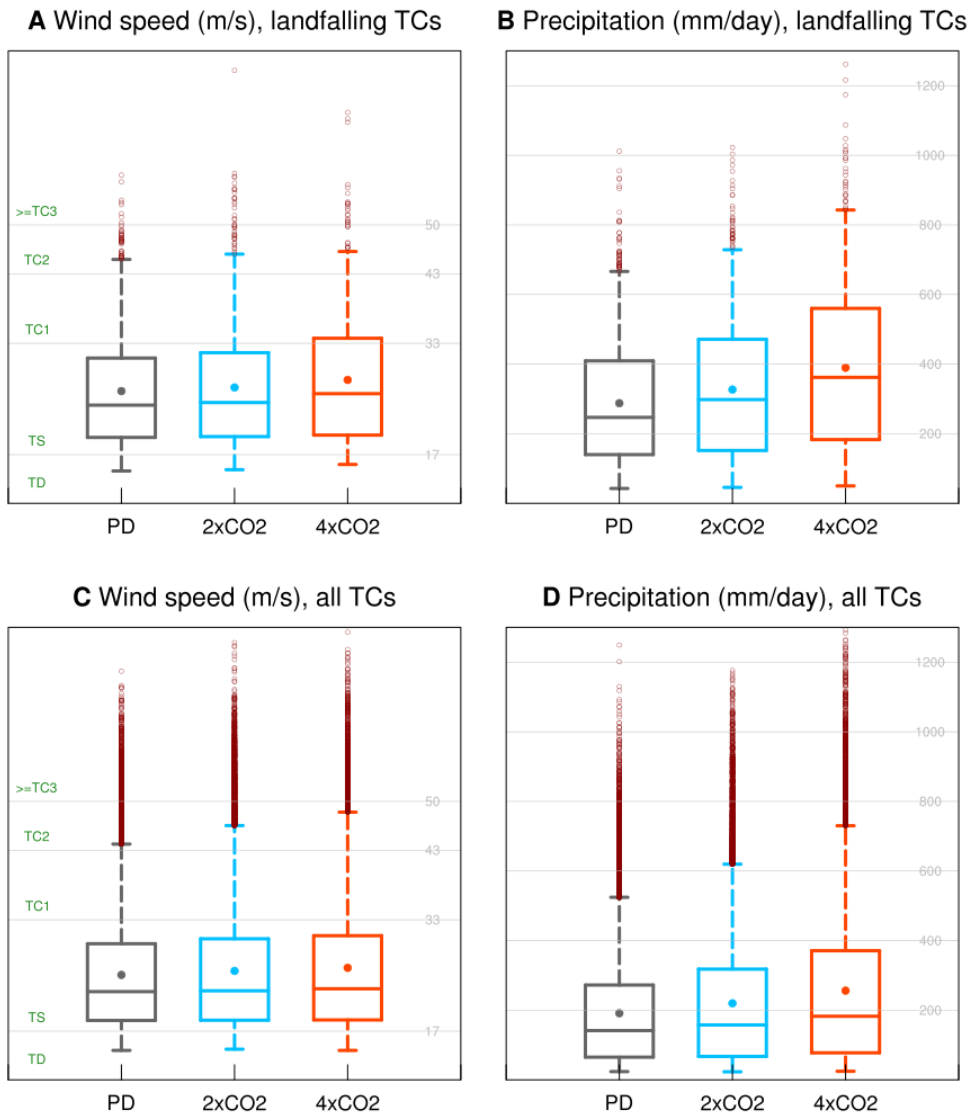 A Wind speed (m/s), landfalling TCs
>=TC3
50
TC2
43
TC1
33
TS
17
TD
PD 2xCO2 4xCO2
B Precipitation (mm/day), landfalling TCs
1200
1000
800
600
400
200
PD 2xCO2 4xCO2
C Wind speed (m/s), all TCs
>=TC3
50
TC2
43
TC1
33
TS
17
TD
PD 2xCO2 4xCO2
D Precipitation (mm/day), all TCs
1200
1000
800
600
400
200
PD 2xCO2 4xCO2